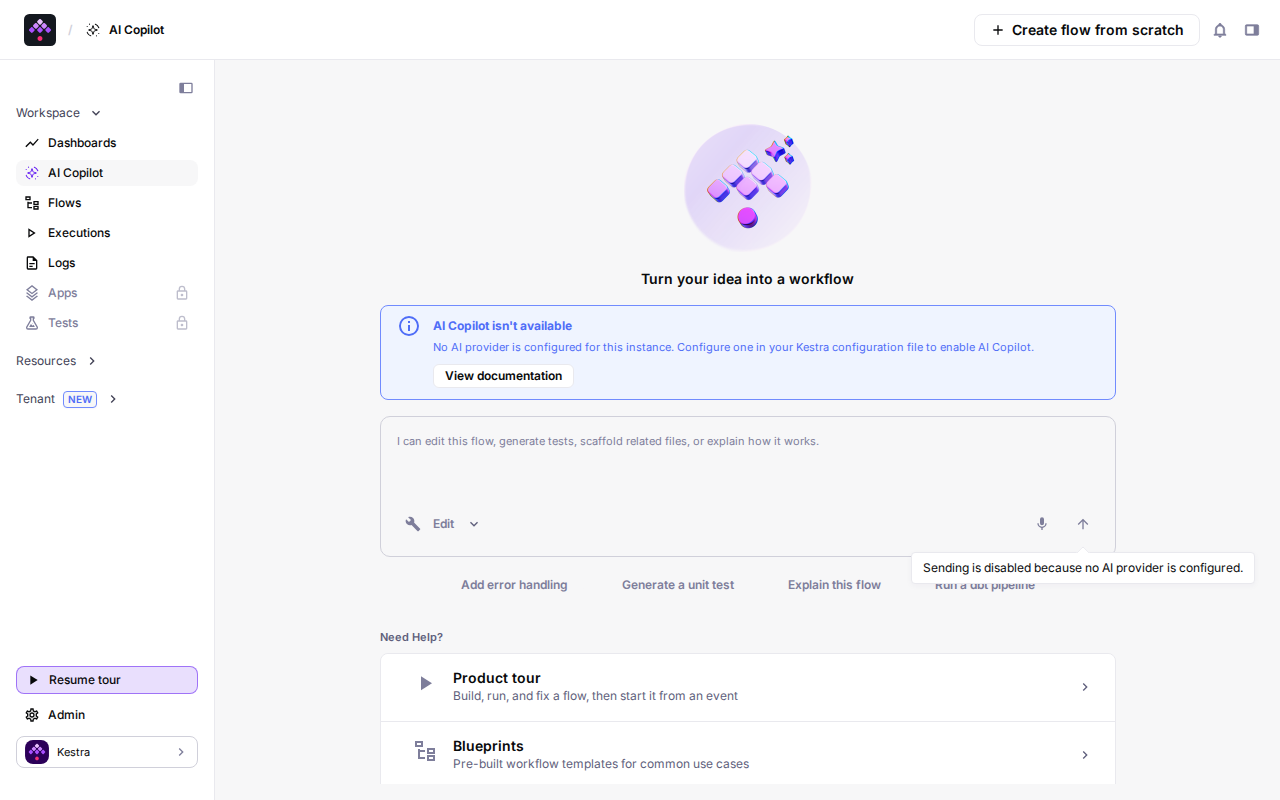 / AI Copilot
Create flow from scratch
Workspace
Dashboards
AI Copilot
Flows
Executions
Logs
Apps
Tests
Resources
Tenant NEW
Resume tour
Admin
Kestra
Turn your idea into a workflow
AI Copilot isn't available
No AI provider is configured for this instance. Configure one in your Kestra configuration file to enable AI Copilot.
View documentation
I can edit this flow, generate tests, scaffold related files, or explain how it works.
Edit
Sending is disabled because no AI provider is configured.
Add error handling Generate a unit test Explain this flow Run a dbt pipeline
Need Help?
Product tour
Build, run, and fix a flow, then start it from an event
Blueprints
Pre-built workflow templates for common use cases